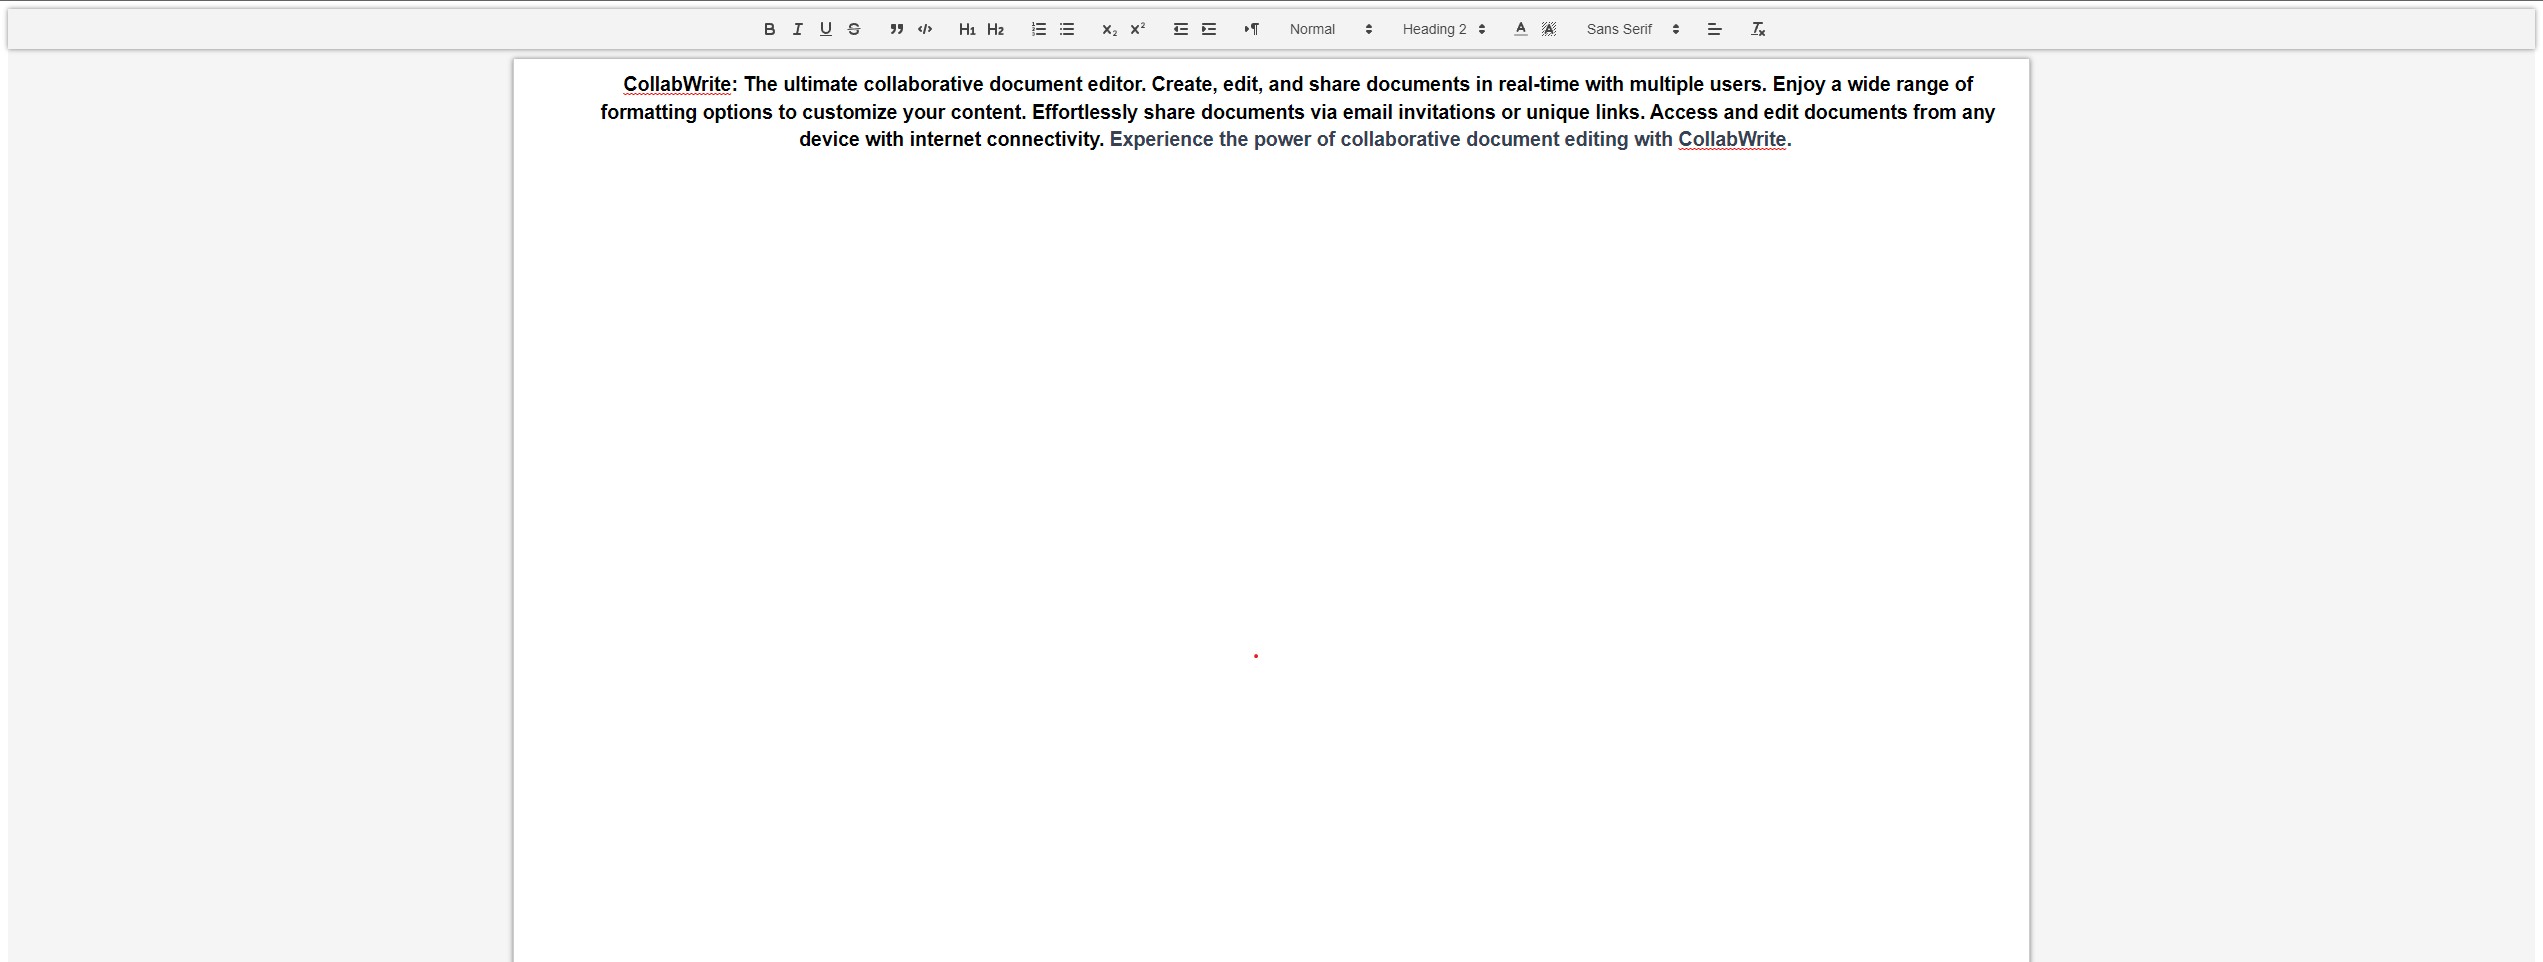 B I U S H1 H2 x2 x2 Normal Heading 2 A A Sans Serif Tx
CollabWrite: The ultimate collaborative document editor. Create, edit, and share documents in real-time with multiple users. Enjoy a wide range of
formatting options to customize your content. Effortlessly share documents via email invitations or unique links. Access and edit documents from any
device with internet connectivity. Experience the power of collaborative document editing with CollabWrite.